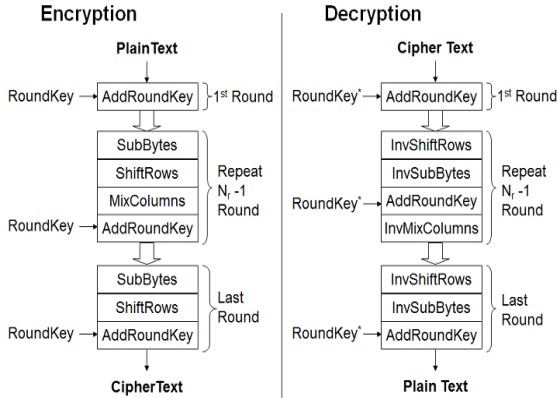 Encryption
PlainText
RoundKey
AddRoundKey
1st Round
SubBytes
ShiftRows
MixColumns
RoundKey
AddRoundKey
Repeat
Nr -1
Round
SubBytes
ShiftRows
RoundKey
AddRoundKey
Last
Round
CipherText
Decryption
Cipher Text
RoundKey*
AddRoundKey
1st Round
InvShiftRows
InvSubBytes
RoundKey*
AddRoundKey
InvMixColumns
Repeat
Nr -1
Round
InvShiftRows
InvSubBytes
RoundKey*
AddRoundKey
Last
Round
Plain Text